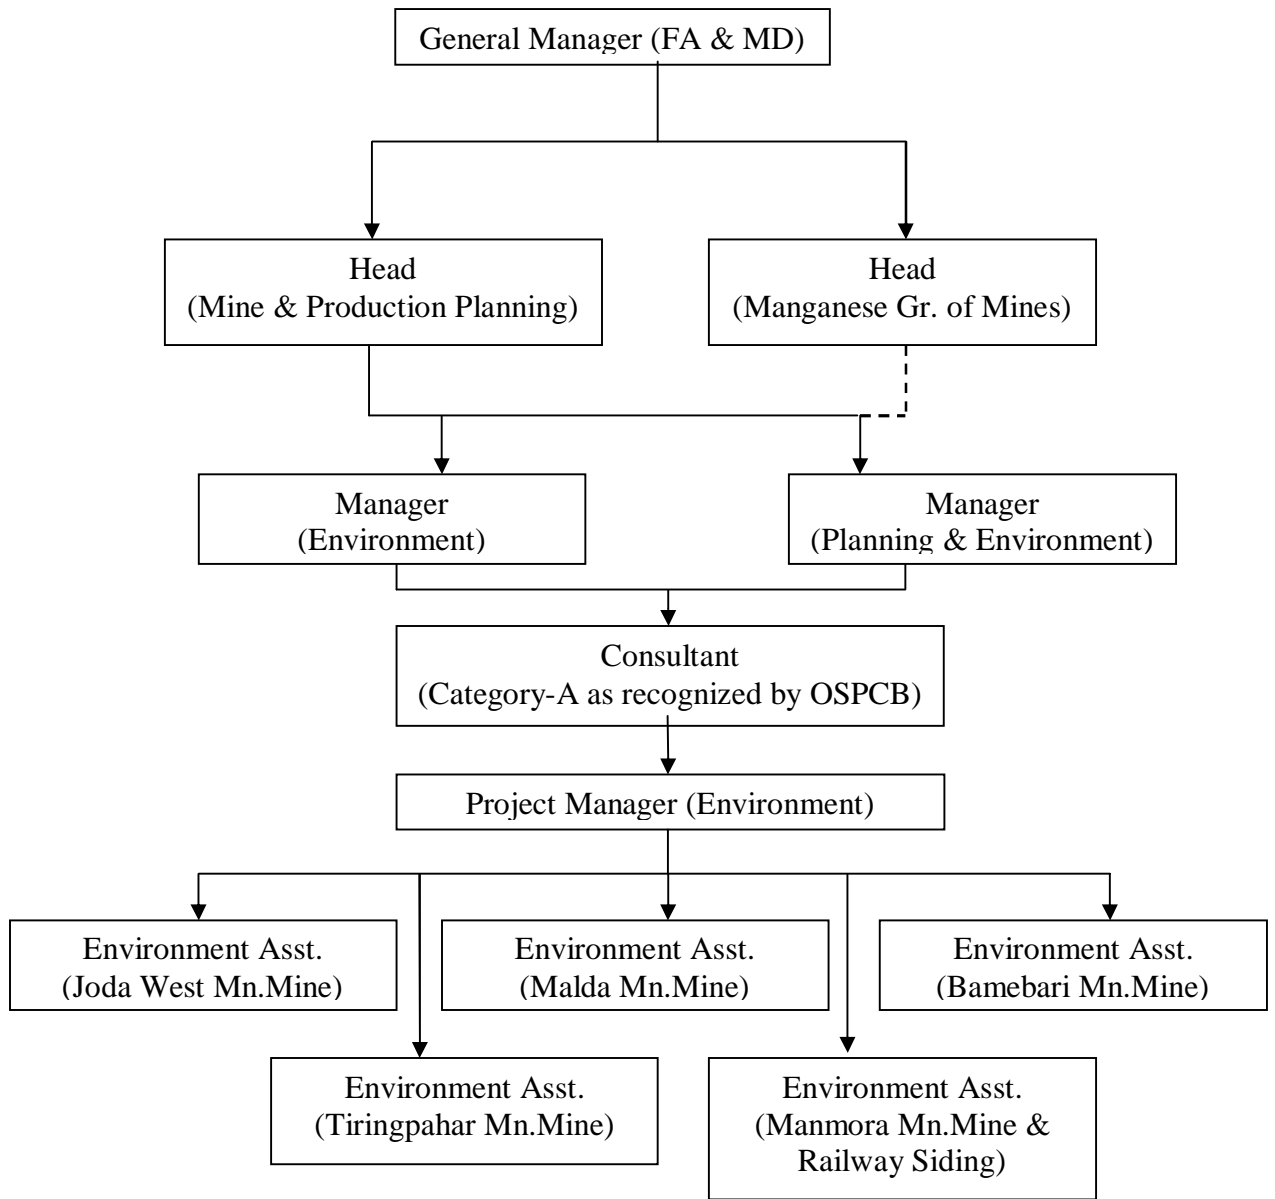 General Manager (FA & MD)
Head
(Mine & Production Planning)
Head
(Manganese Gr. of Mines)
Manager
(Environment)
Manager
(Planning & Environment)
Consultant
(Category-A as recognized by OSPCB)
Project Manager (Environment)
Environment Asst.
(Joda West Mn.Mine)
Environment Asst.
(Malda Mn.Mine)
Environment Asst.
(Bamebari Mn.Mine)
Environment Asst.
(Tiringpahar Mn.Mine)
Environment Asst.
(Manmora Mn.Mine &
Railway Siding)